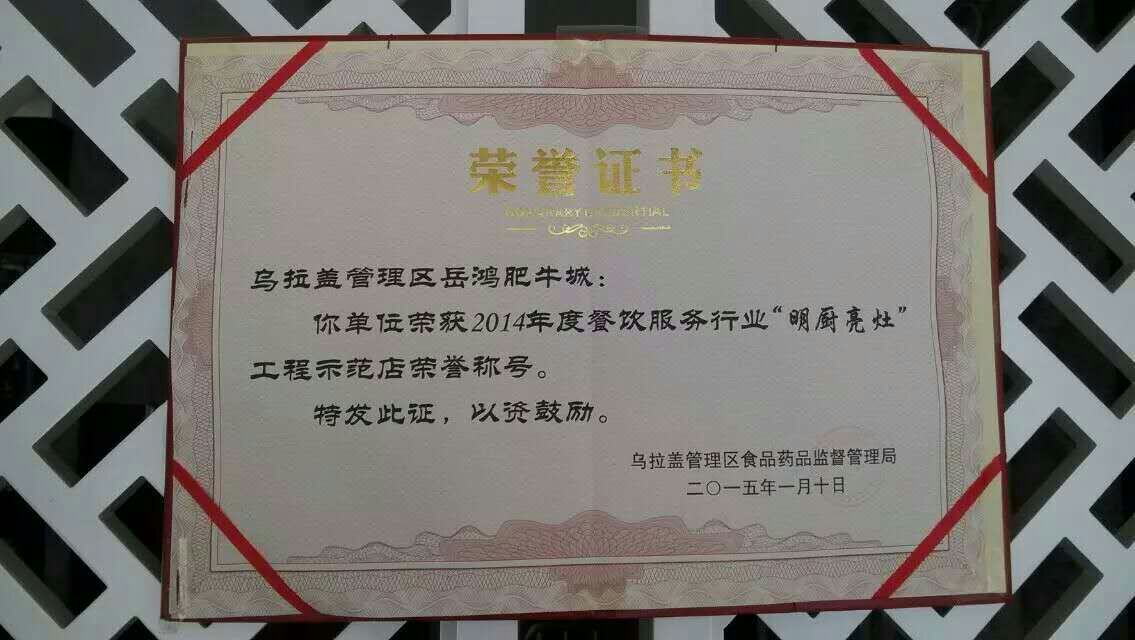 荣誉证书
HONORARY CREDENTIAL
乌拉盖管理区岳鸿肥牛城：
你单位荣获2014年度餐饮服务行业“明厨亮灶”
工程示范店荣誉称号。
特发此证，以资鼓励。
乌拉盖管理区食品药品监督管理局
二〇一五年一月十日